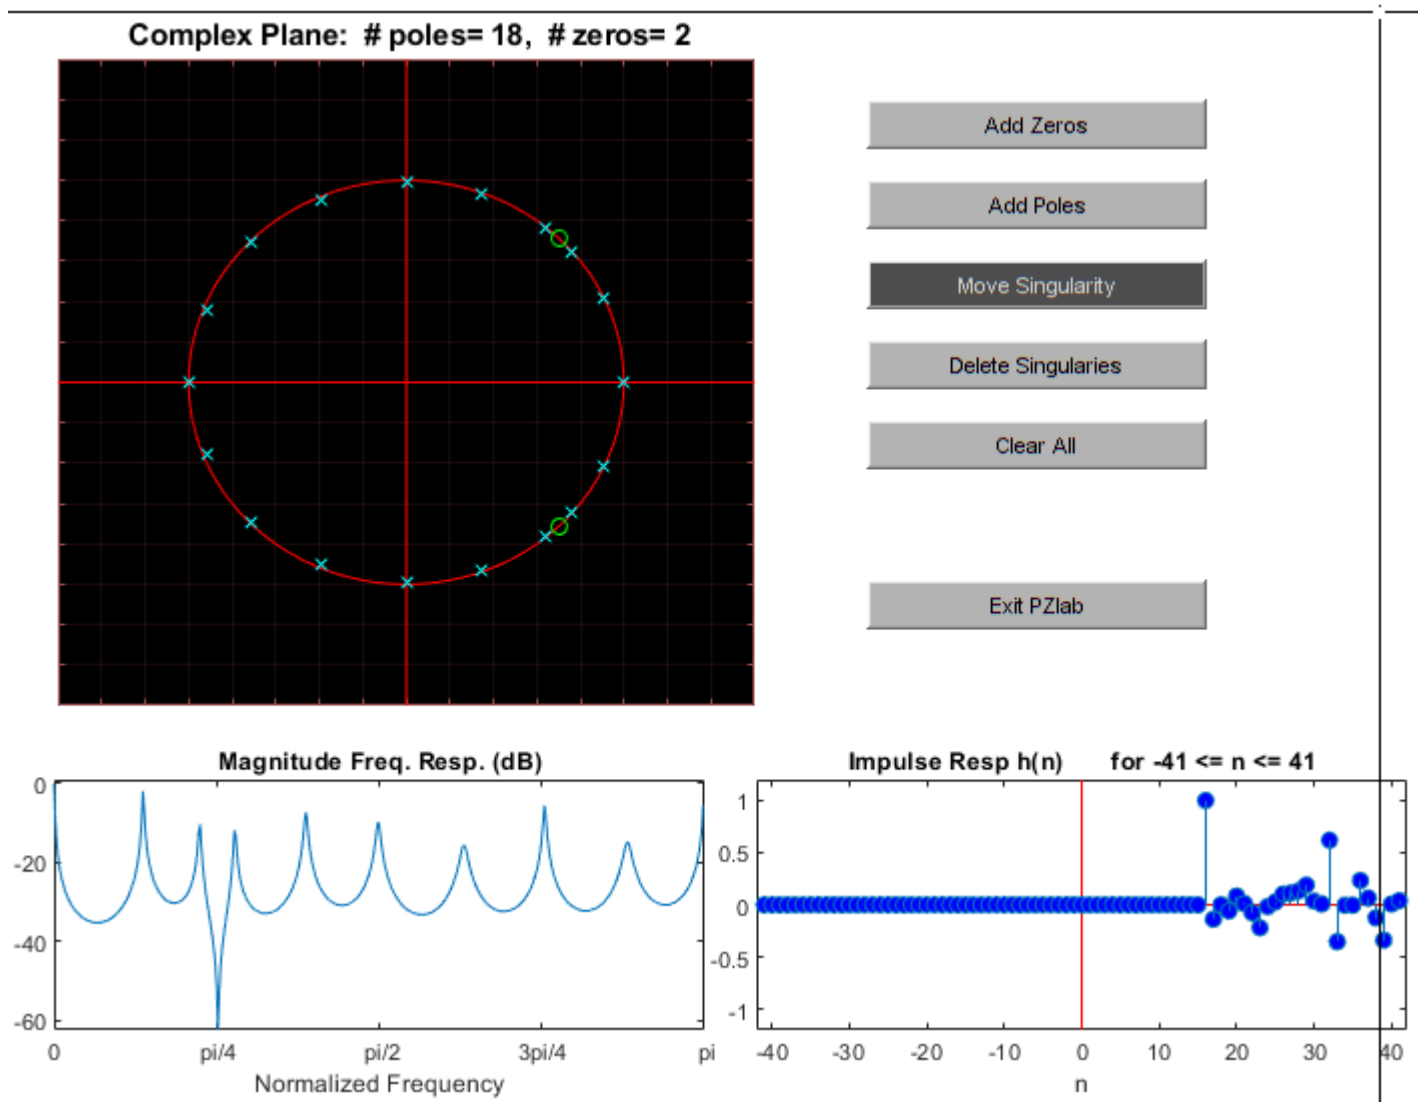 Complex Plane:  # poles= 18,  # zeros= 2
Add Zeros
Add Poles
Move Singularity
Delete Singularies
Clear All
Exit PZlab
Magnitude Freq. Resp. (dB)
0
-20
-40
-60
0 pi/4 pi/2 3pi/4 pi
Normalized Frequency
Impulse Resp h(n) for -41 <= n <= 41
1
0.5
0
-0.5
-1
-40 -30 -20 -10 0 10 20 30 40
n